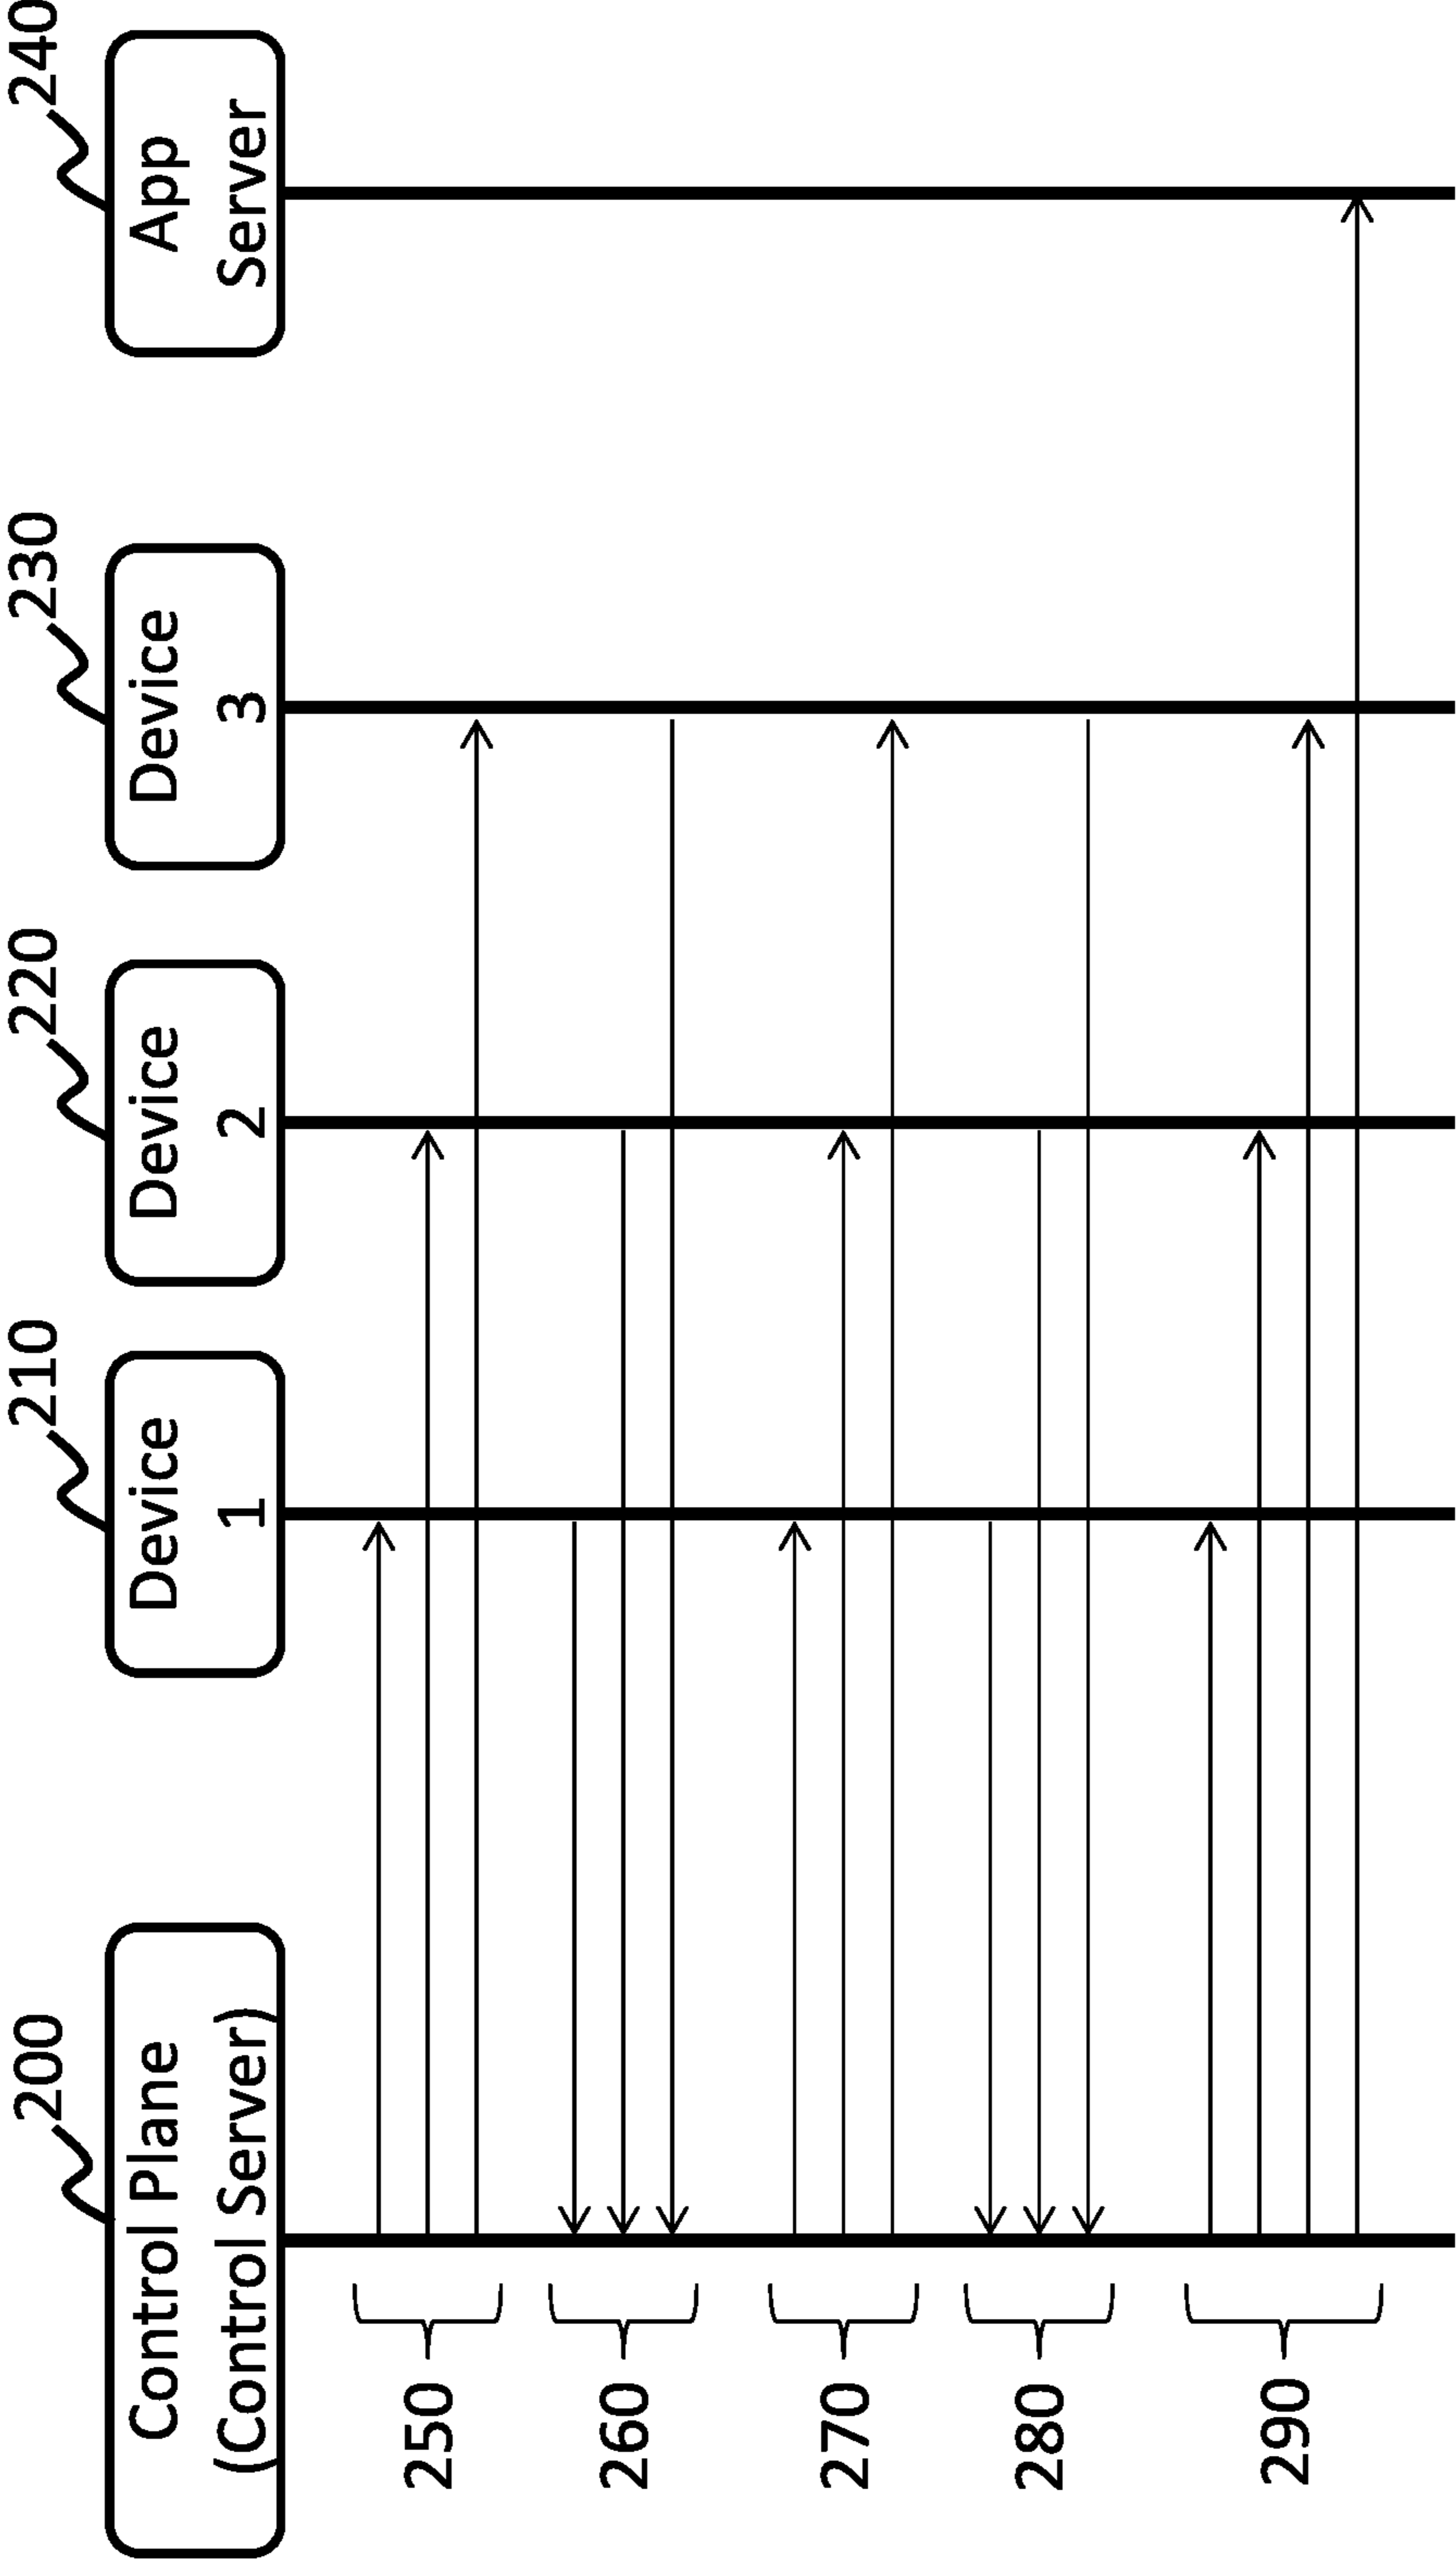 200
210
220
230
240
Control Plane
(Control Server)
Device
1
Device
2
Device
3
App
Server
250
260
270
280
290